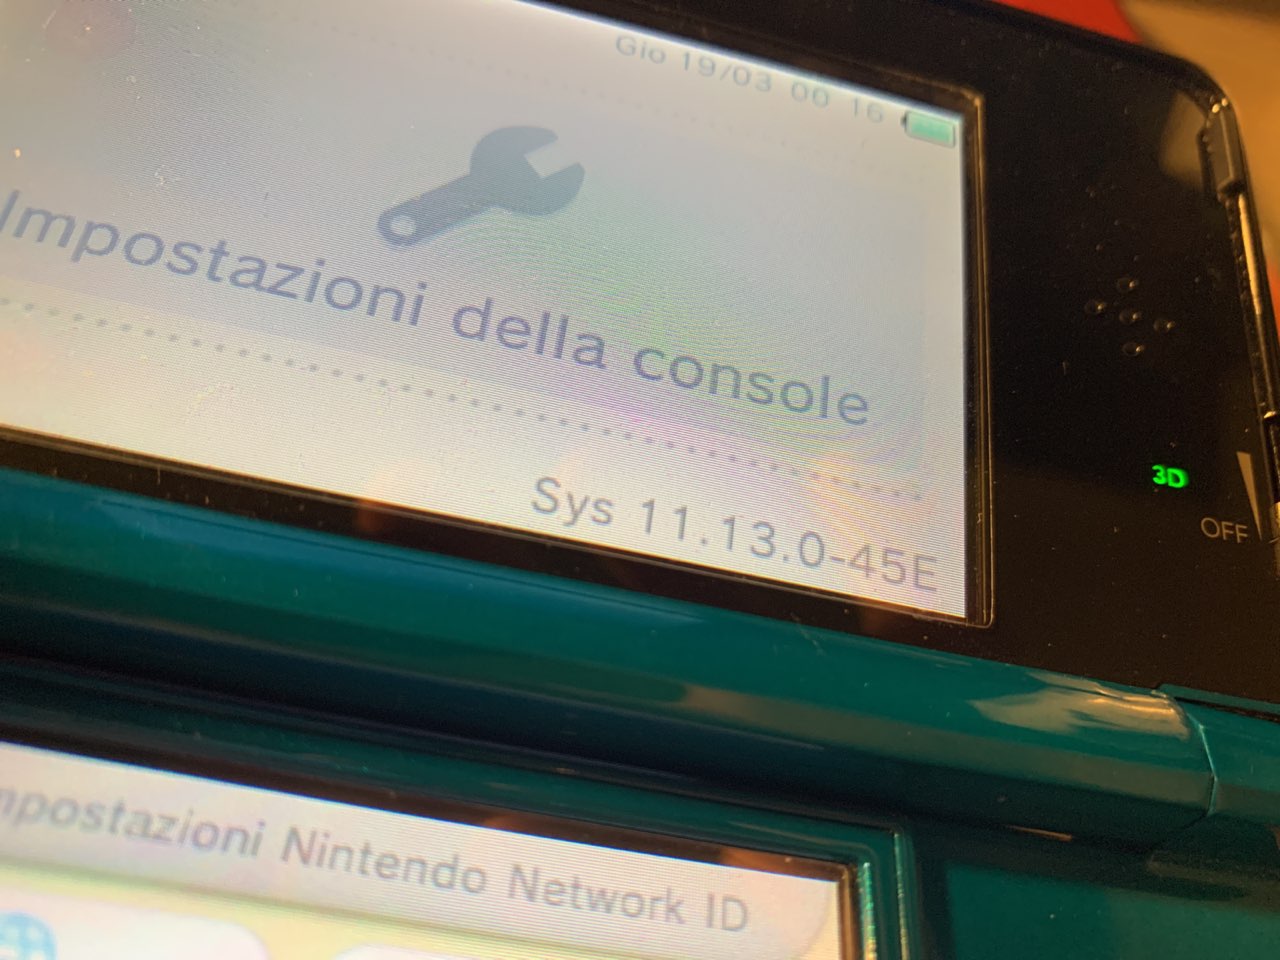 Gio 19/03 00 16
Impostazioni della console
Sys 11.13.0-45E
3D
OFF
mpostazioni Nintendo Network ID